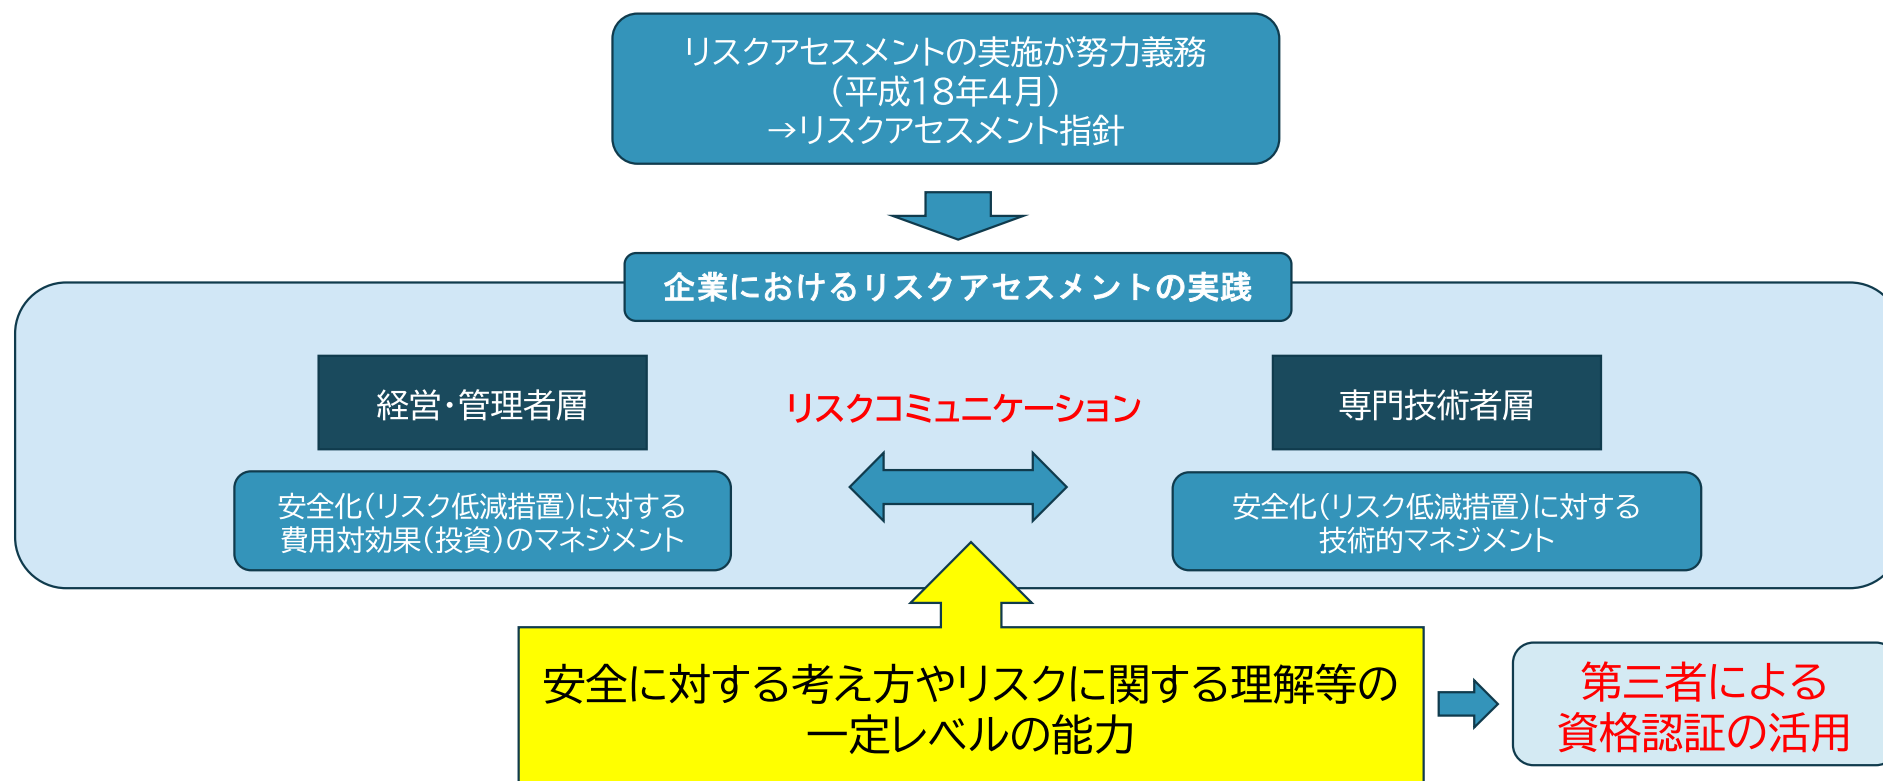 リスクアセスメントの実施が努力義務
（平成18年4月）
→リスクアセスメント指針
企業におけるリスクアセスメントの実践
経営・管理者層
リスクコミュニケーション
専門技術者層
安全化（リスク低減措置）に対する
費用対効果（投資）のマネジメント
安全化（リスク低減措置）に対する
技術的マネジメント
安全に対する考え方やリスクに関する理解等の
一定レベルの能力
第三者による
資格認証の活用